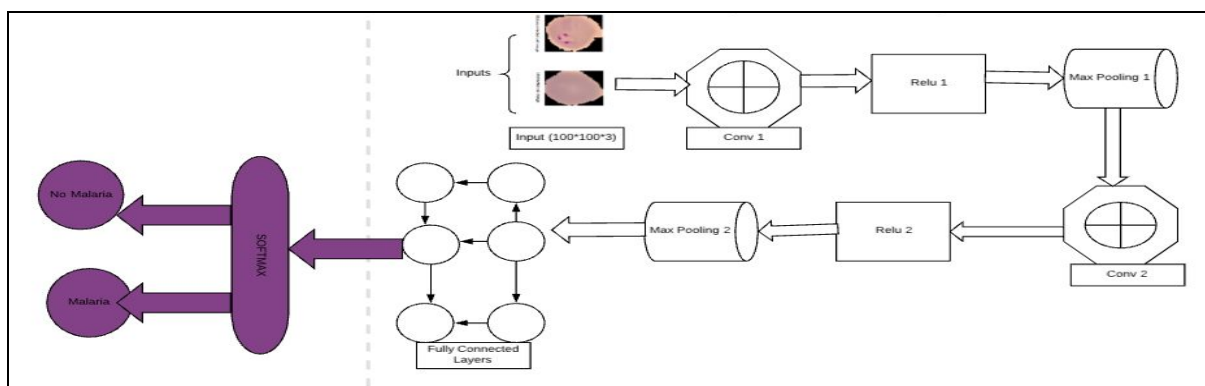 Inputs
Input (100*100*3)
Conv 1
Relu 1
Max Pooling 1
Conv 2
Relu 2
Max Pooling 2
Fully Connected
Layers
SOFTMAX
No Malaria
Malaria